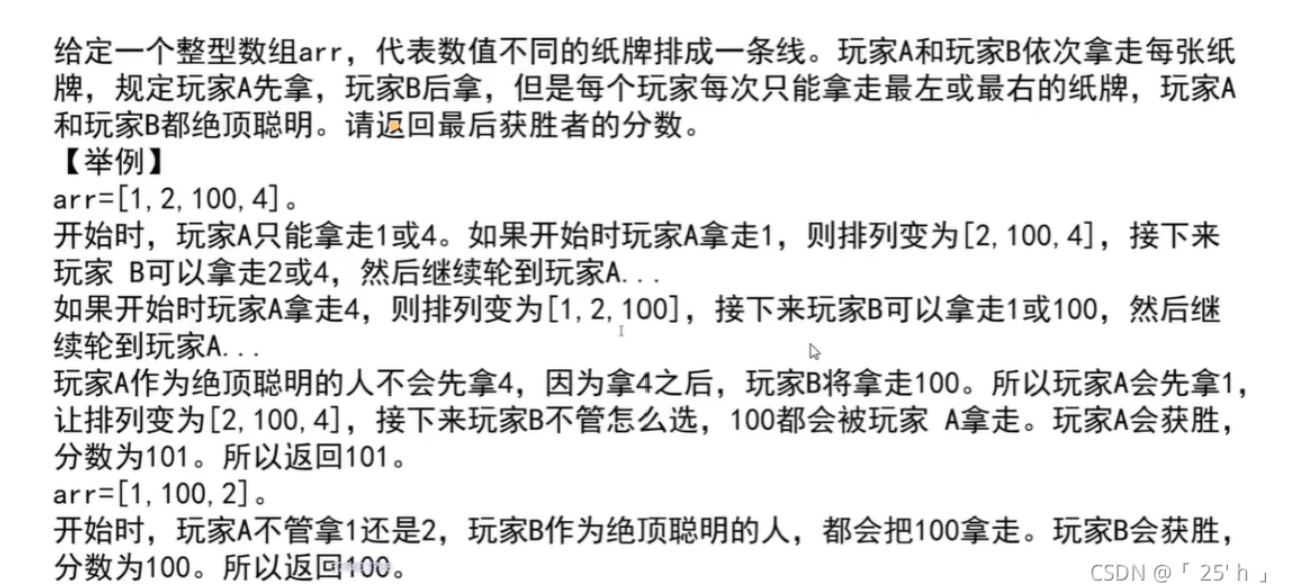 给定一个整型数组arr，代表数值不同的纸牌排成一条线。玩家A和玩家B依次拿走每张纸
牌，规定玩家A先拿，玩家B后拿，但是每个玩家每次只能拿走最左或最右的纸牌，玩家A
和玩家B都绝顶聪明。请返回最后获胜者的分数。
【举例】
arr=[1,2,100,4]。
开始时，玩家A只能拿走1或4。如果开始时玩家A拿走1，则排列变为[2,100,4]，接下来
玩家 B可以拿走2或4，然后继续轮到玩家A...
如果开始时玩家A拿走4，则排列变为[1,2,100]，接下来玩家B可以拿走1或100，然后继
续轮到玩家A...
玩家A作为绝顶聪明的人不会先拿4，因为拿4之后，玩家B将拿走100。所以玩家A会先拿1，
让排列变为[2,100,4]，接下来玩家B不管怎么选，100都会被玩家 A拿走。玩家A会获胜，
分数为101。所以返回101。
arr=[1,100,2]。
开始时，玩家A不管拿1还是2，玩家B作为绝顶聪明的人，都会把100拿走。玩家B会获胜，
分数为100。所以返回100。
CSDN @「 25' h 」